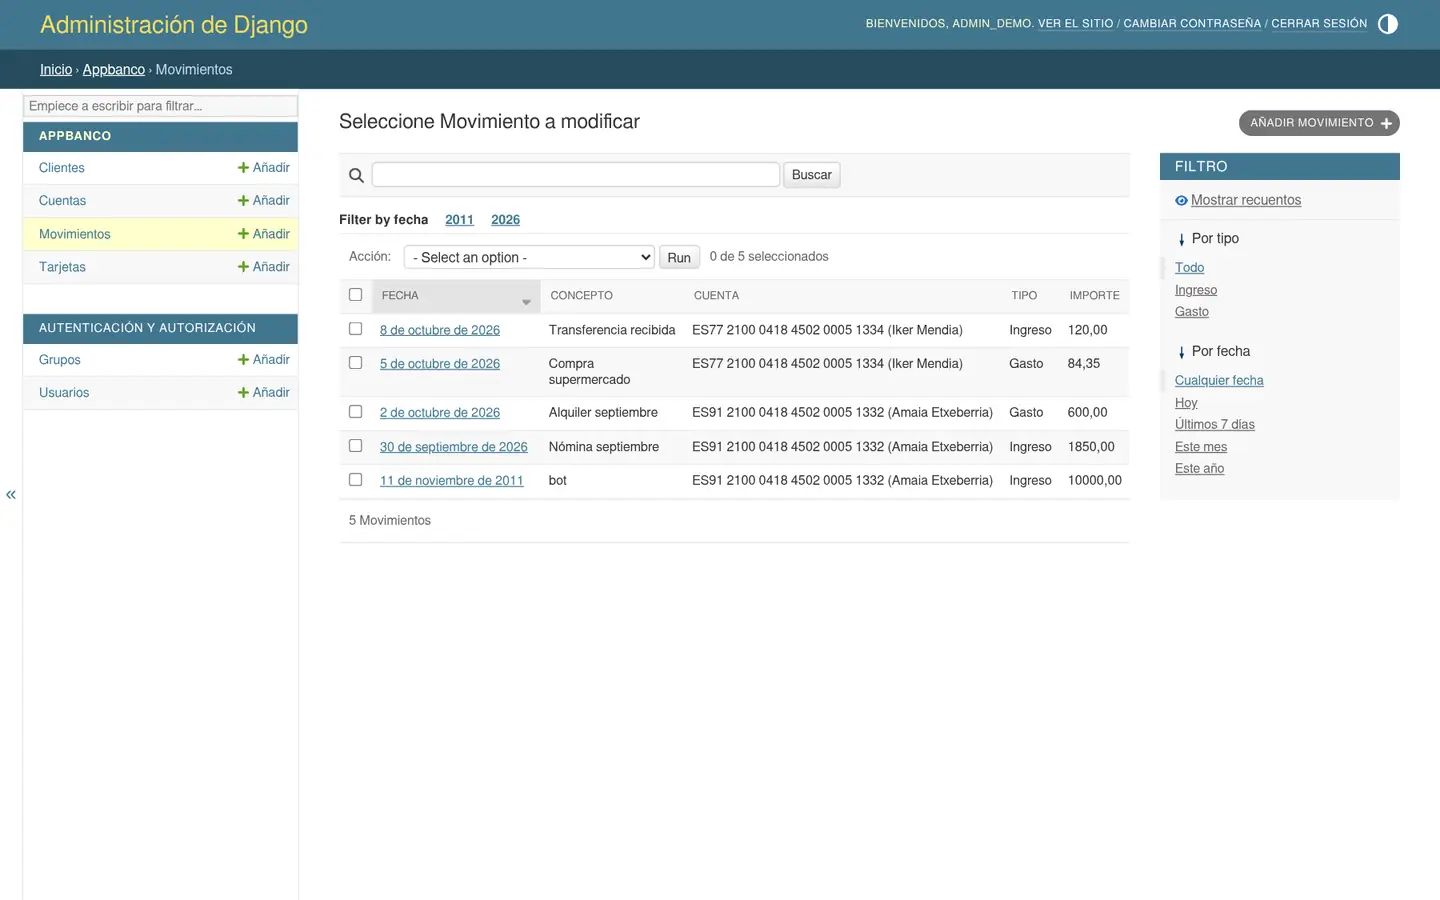 Administración de Django
BIENVENIDOS, ADMIN_DEMO. VER EL SITIO / CAMBIAR CONTRASEÑA / CERRAR SESIÓN
Inicio › Appbanco › Movimientos
Empiece a escribir para filtrar...
APPBANCO
Clientes + Añadir
Cuentas + Añadir
Movimientos + Añadir
Tarjetas + Añadir
AUTENTICACIÓN Y AUTORIZACIÓN
Grupos + Añadir
Usuarios + Añadir
«
Seleccione Movimiento a modificar
AÑADIR MOVIMIENTO +
Buscar
Filter by fecha 2011 2026
Acción: - Select an option - Run 0 de 5 seleccionados
FECHA CONCEPTO CUENTA TIPO IMPORTE
8 de octubre de 2026 Transferencia recibida ES77 2100 0418 4502 0005 1334 (Iker Mendia) Ingreso 120,00
5 de octubre de 2026 Compra supermercado ES77 2100 0418 4502 0005 1334 (Iker Mendia) Gasto 84,35
2 de octubre de 2026 Alquiler septiembre ES91 2100 0418 4502 0005 1332 (Amaia Etxeberria) Gasto 600,00
30 de septiembre de 2026 Nómina septiembre ES91 2100 0418 4502 0005 1332 (Amaia Etxeberria) Ingreso 1850,00
11 de noviembre de 2011 bot ES91 2100 0418 4502 0005 1332 (Amaia Etxeberria) Ingreso 10000,00
5 Movimientos
FILTRO
Mostrar recuentos
↓ Por tipo
Todo
Ingreso
Gasto
↓ Por fecha
Cualquier fecha
Hoy
Últimos 7 días
Este mes
Este año